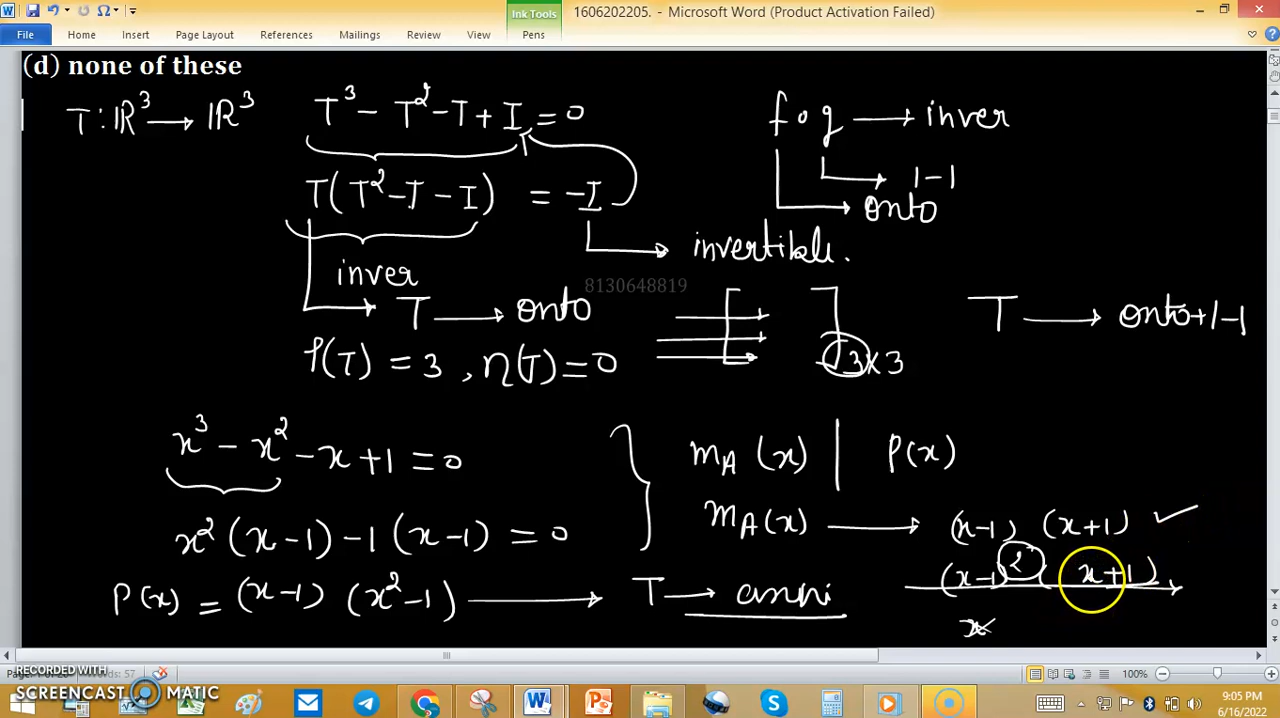 1606202205. - Microsoft Word (Product Activation Failed)
Ink Tools
File Home Insert Page Layout References Mailings Review View Pens
(d) none of these
T : ℝ³ → ℝ³
T³ - T² - T + I = 0
T(T² - T - I) = -I
invertible.
inver
T → onto
ρ(T) = 3, η(T) = 0
f o g → inver
1-1
onto
8130648819
3x3
T → onto+1-1
x³ - x² - x + 1 = 0
x² (x-1) - 1 (x-1) = 0
P(x) = (x-1) (x²-1) → T → anni
m_A (x) | P(x)
m_A(x) → (x-1) (x+1) ✓
(x-1)² (x+1)
x
RECORDED WITH
SCREENCAST MATIC
100%
9:05 PM
6/16/2022